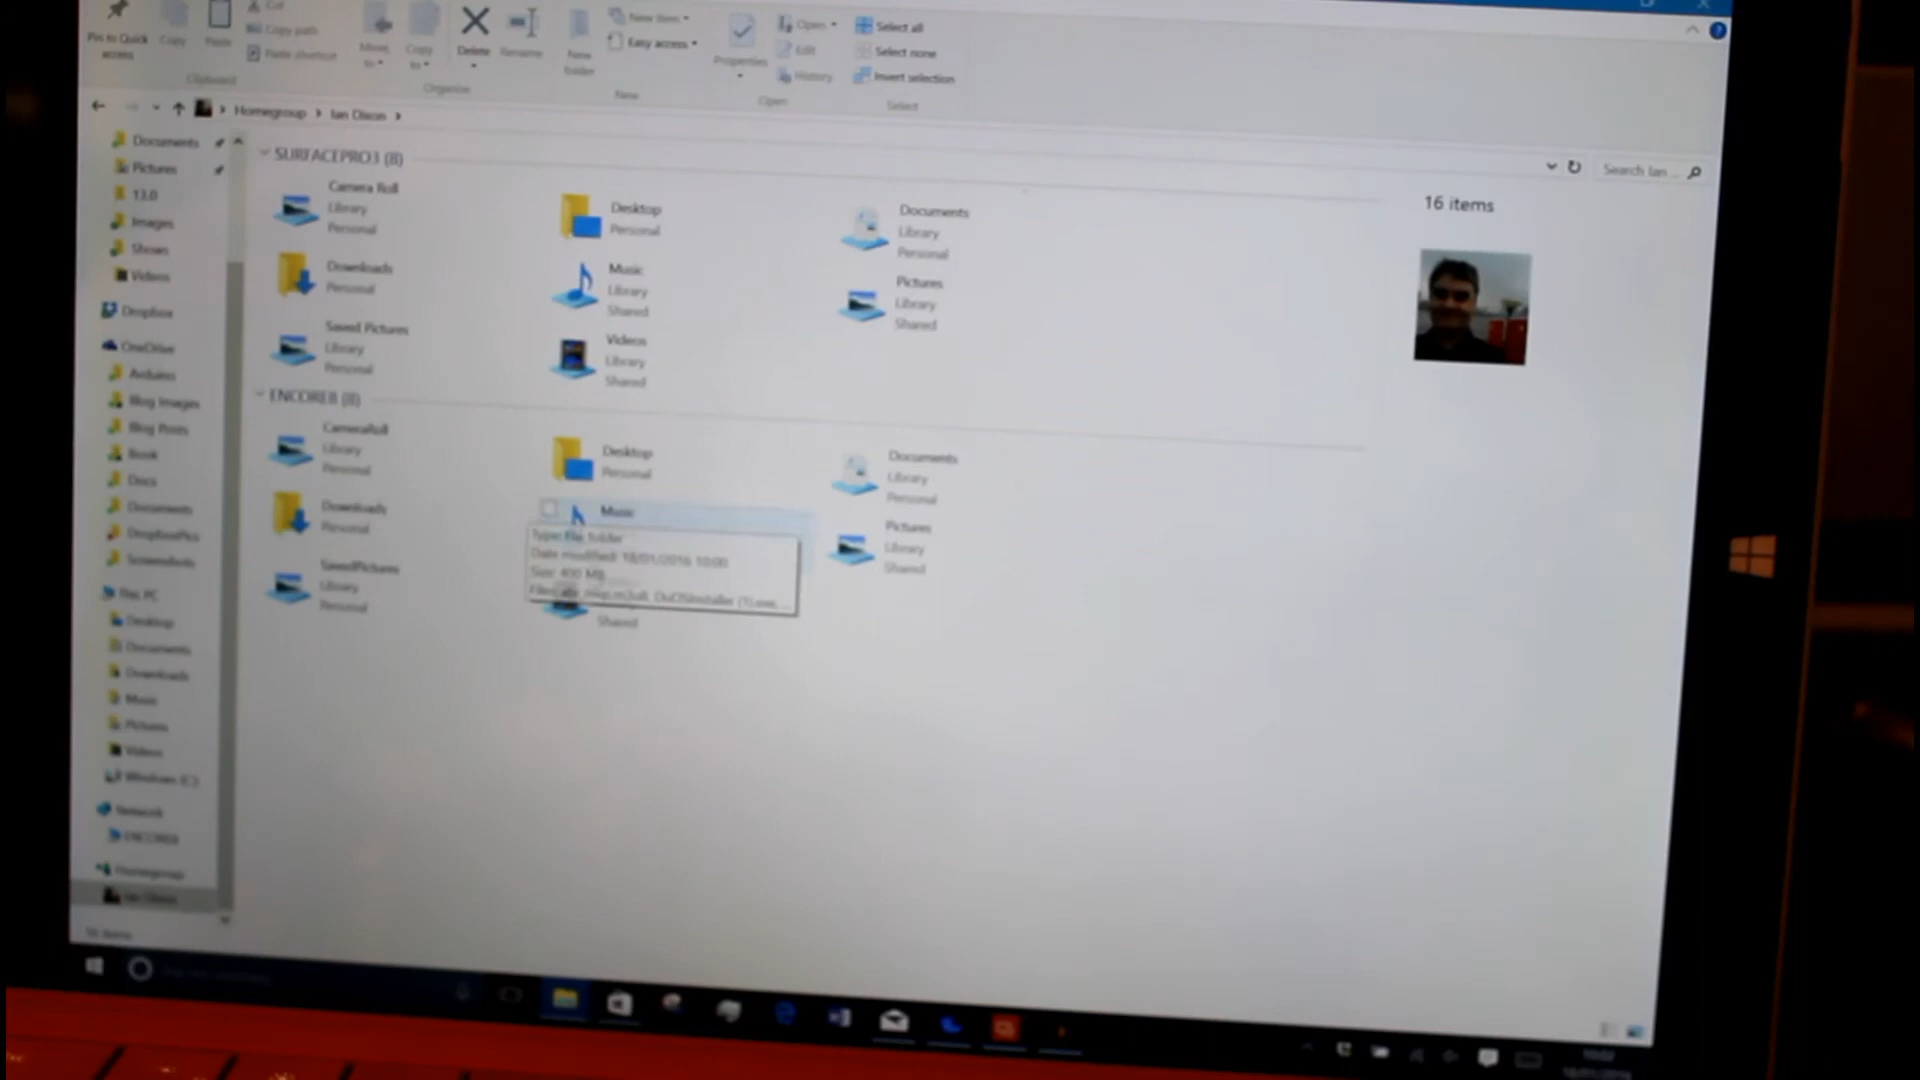 Pin to Quick access
Copy
Paste
Cut
Copy path
Paste shortcut
Clipboard
Move to
Copy to
Delete
Rename
Organise
New folder
New item
Easy access
New
Properties
Open
Edit
History
Open
Select all
Select none
Invert selection
Select
Homegroup > Ian Dixon >
Search Ian ...
Documents
Pictures
13.0
Images
Shows
Videos
Dropbox
OneDrive
Arduino
Blog Images
Blog Posts
Book
Docs
Documents
DropboxPics
Screenshots
This PC
Desktop
Documents
Downloads
Music
Pictures
Videos
Windows (C:)
Network
ENCORE8
Homegroup
Ian Dixon
16 items
SURFACEPRO3 (8)
Camera Roll
Library
Personal
Desktop
Personal
Documents
Library
Personal
Downloads
Personal
Music
Library
Shared
Pictures
Library
Shared
Saved Pictures
Library
Personal
Videos
Library
Shared
ENCORE8 (8)
CameraRoll
Library
Personal
Desktop
Personal
Documents
Library
Personal
Downloads
Personal
Music
Type: File folder
Date modified: 18/01/2016 10:00
Size: 400 MB
Pictures
Library
Shared
SavedPictures
Library
Personal
Shared
16 items
10:02